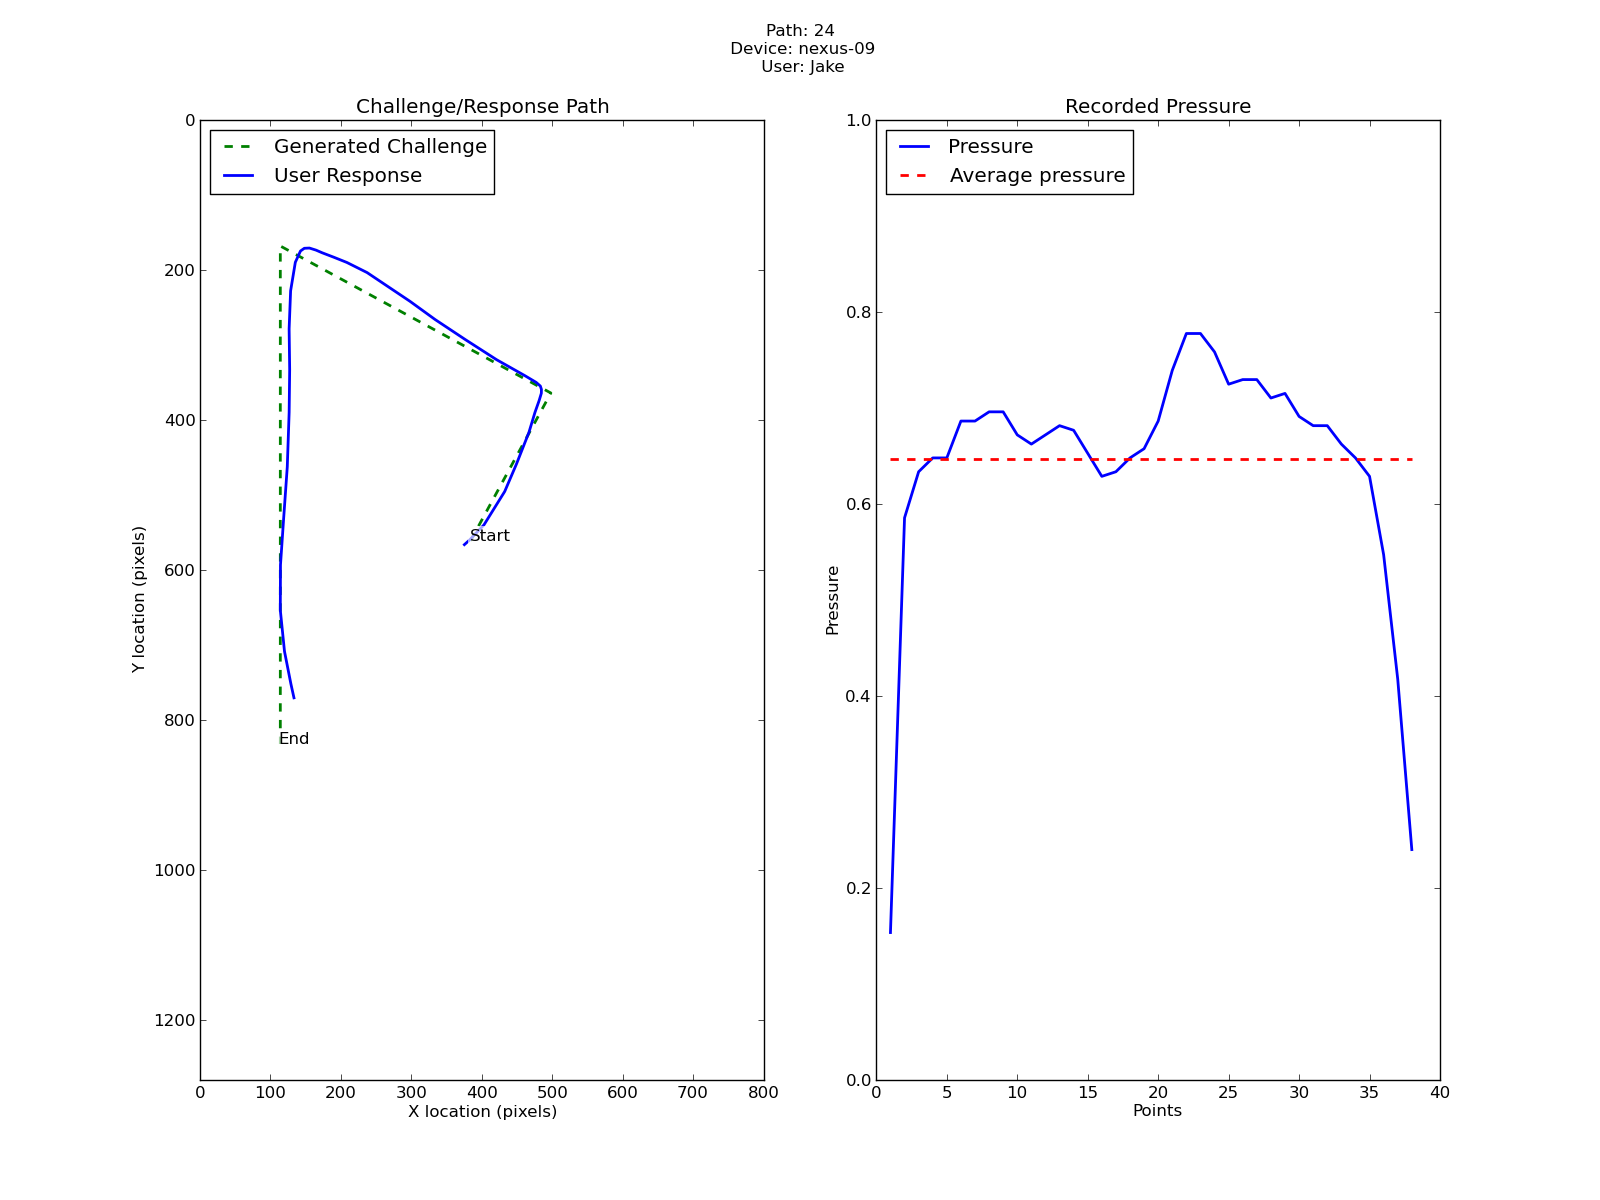 Path: 24
Device: nexus-09
User: Jake
Challenge/Response Path
Generated Challenge
User Response
0
200
400
600
800
1000
1200
Y location (pixels)
Start
End
0 100 200 300 400 500 600 700 800
X location (pixels)
Recorded Pressure
Pressure
Average pressure
1.0
0.8
0.6
0.4
0.2
0.0
Pressure
0 5 10 15 20 25 30 35 40
Points